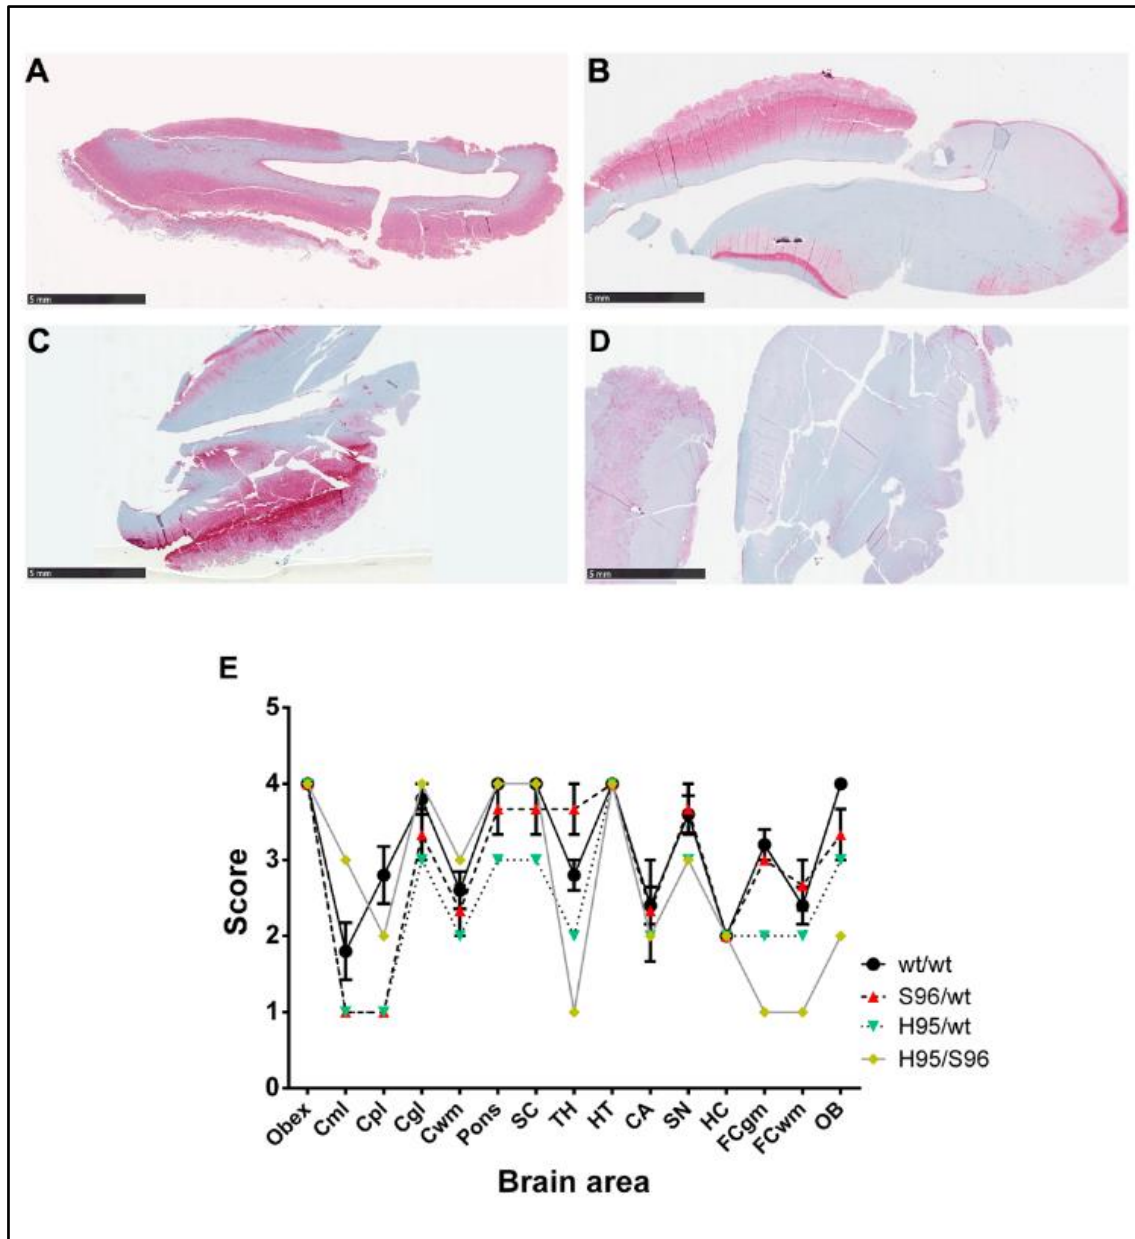 A
B
5 mm
5 mm
C
D
5 mm
5 mm
E
5
4
3
2
1
0
Score
Obex
Cml
Cpl
Cgl
Cwm
Pons
SC
TH
HT
CA
SN
HC
FCgm
FCwm
OB
Brain area
wt/wt
S96/wt
H95/wt
H95/S96